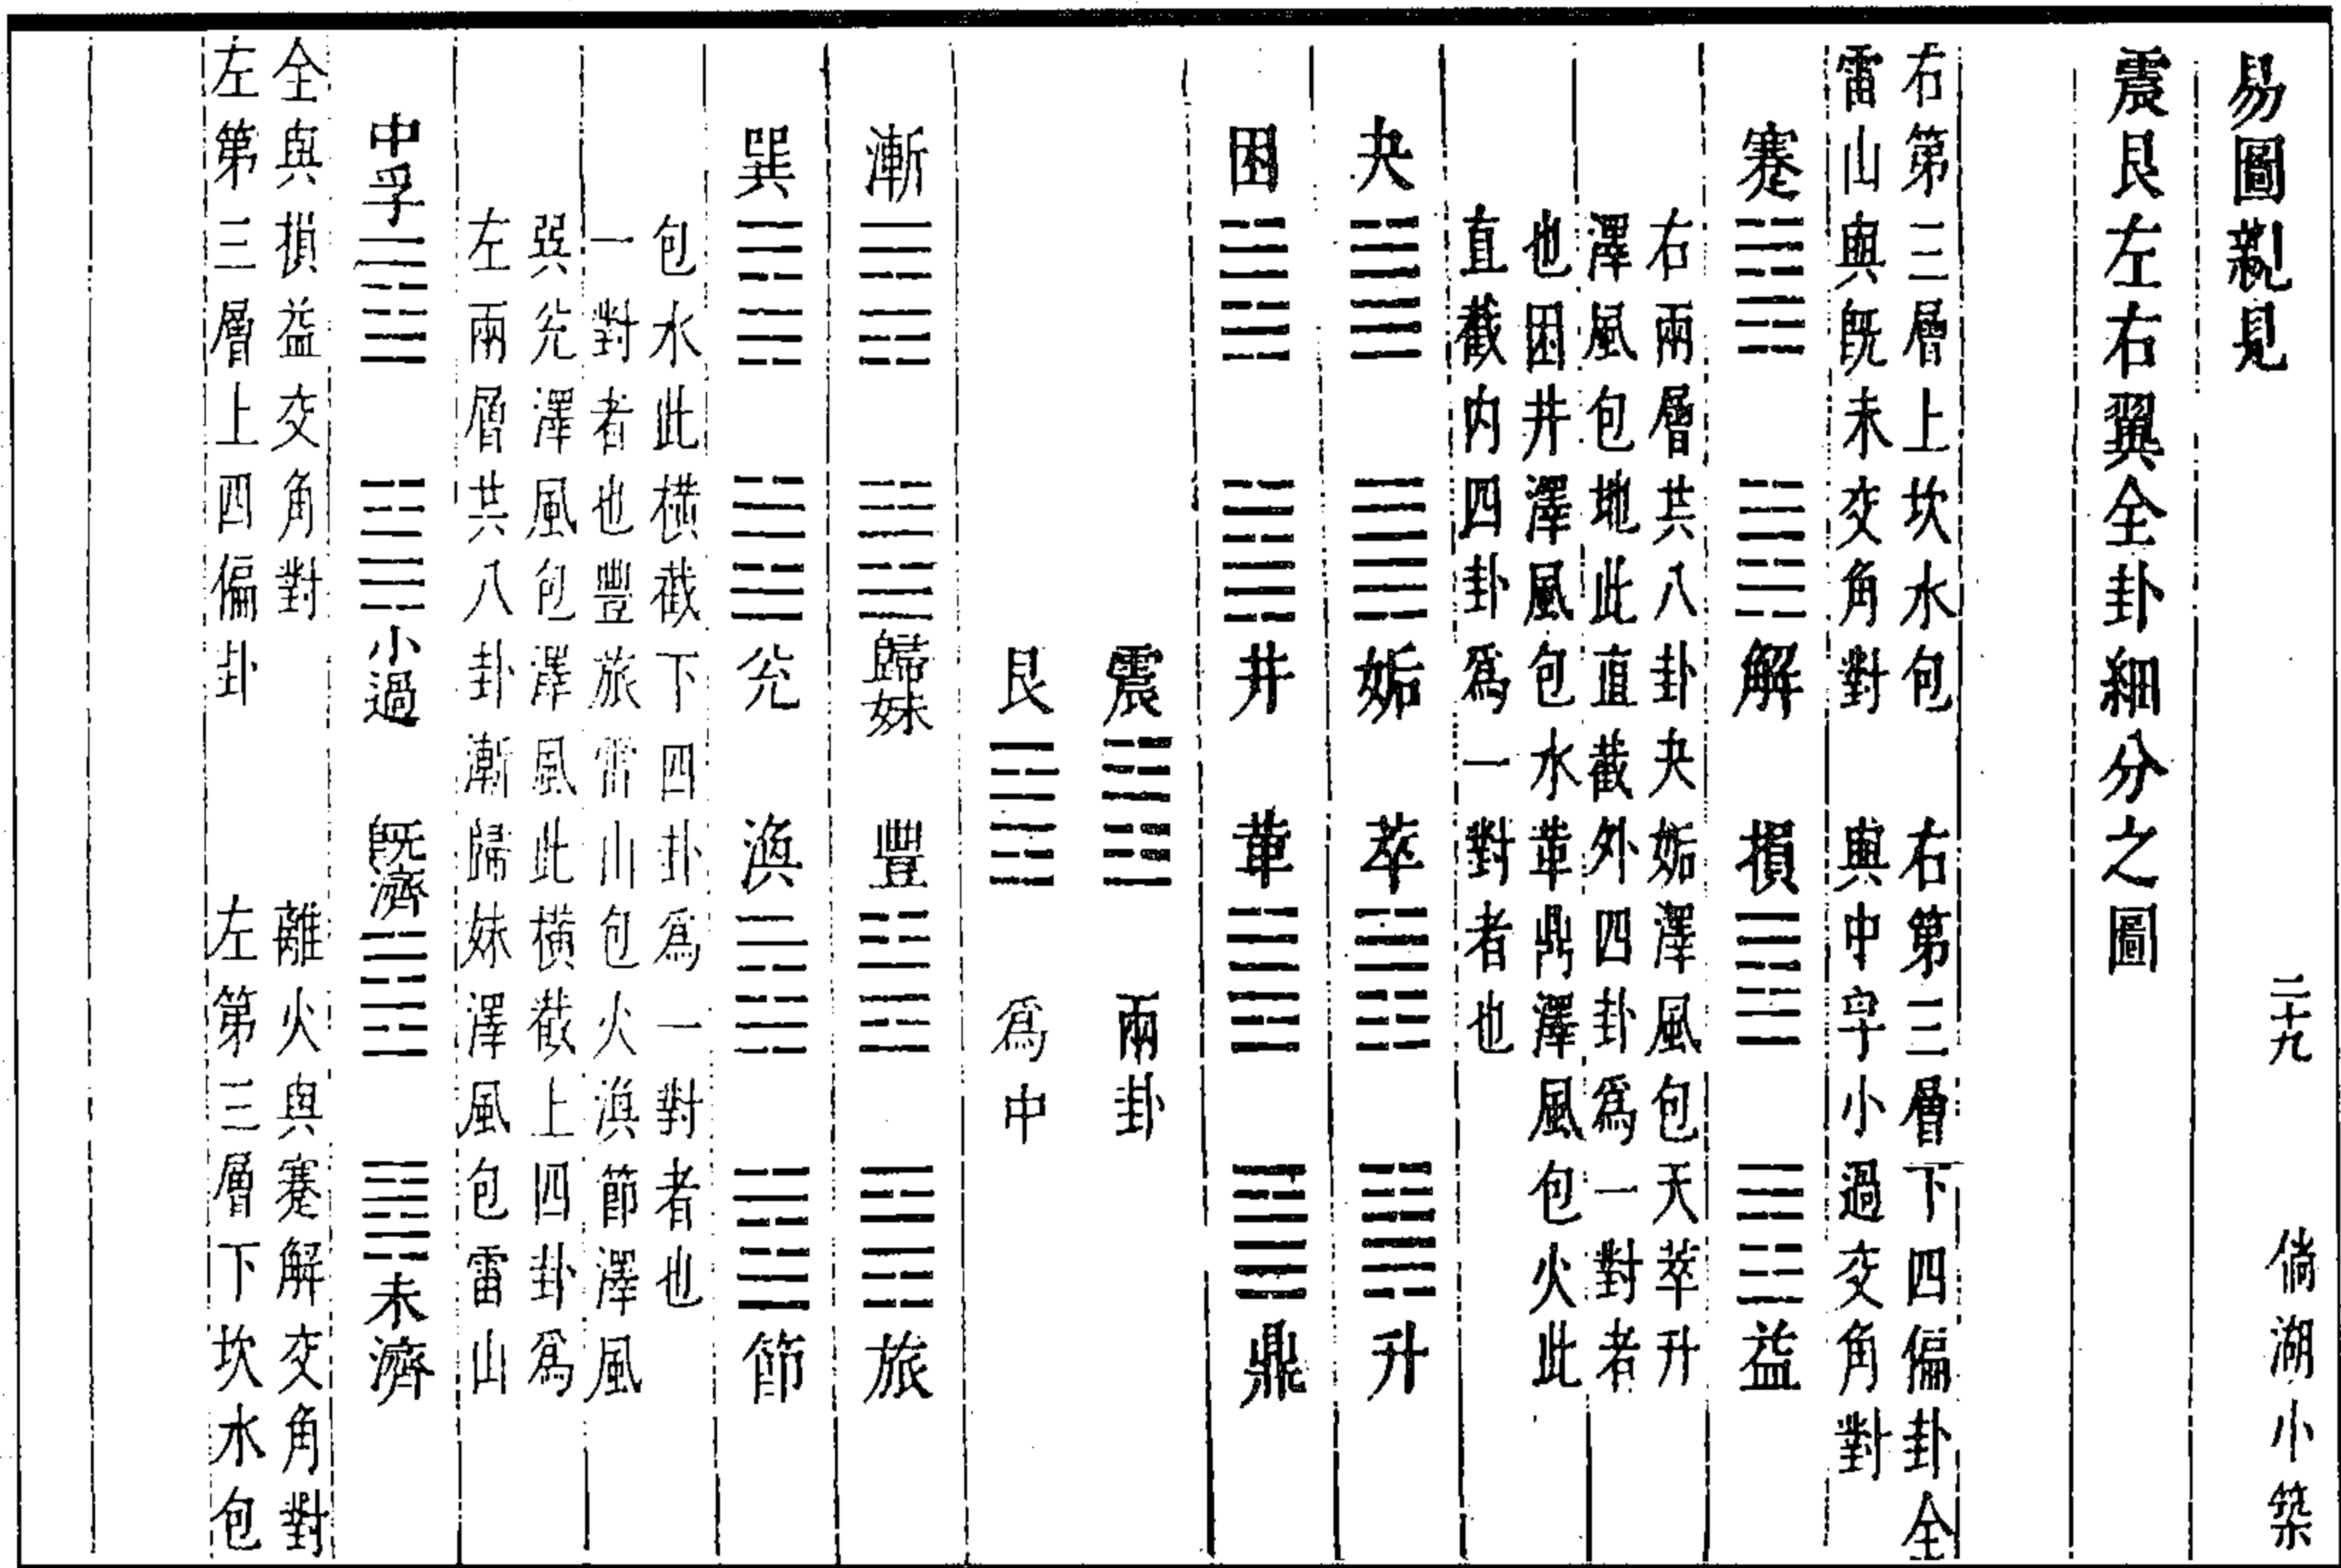 易圖親見
二十九
倘湖小築
震艮左右翼全卦細分之圖
右第三層上坎水包
雷山與既未交角對
右第三層下四偏卦全
與中孚小過交角對
蹇 解 損 益
右兩層共八卦夬姤澤風包天萃升
澤風包地此直截外四卦爲一對者
也困井澤風包水革鼎澤風包火此
直截内四卦爲一對者也
夬 姤 萃 升
困 井 革 鼎
震 兩卦
艮 爲中
漸 歸妹 豐 旅
巽 兊 渙 節
包水此橫截下四卦爲一對者也
一對者也豐旅雷山包火渙節澤風
巽兊澤風包澤風此橫截上四卦爲
左兩層共八卦漸歸妹澤風包雷山
中孚 小過 既濟 未濟
全與損益交角對
左第三層上四偏卦
離火與蹇解交角對
左第三層下坎水包